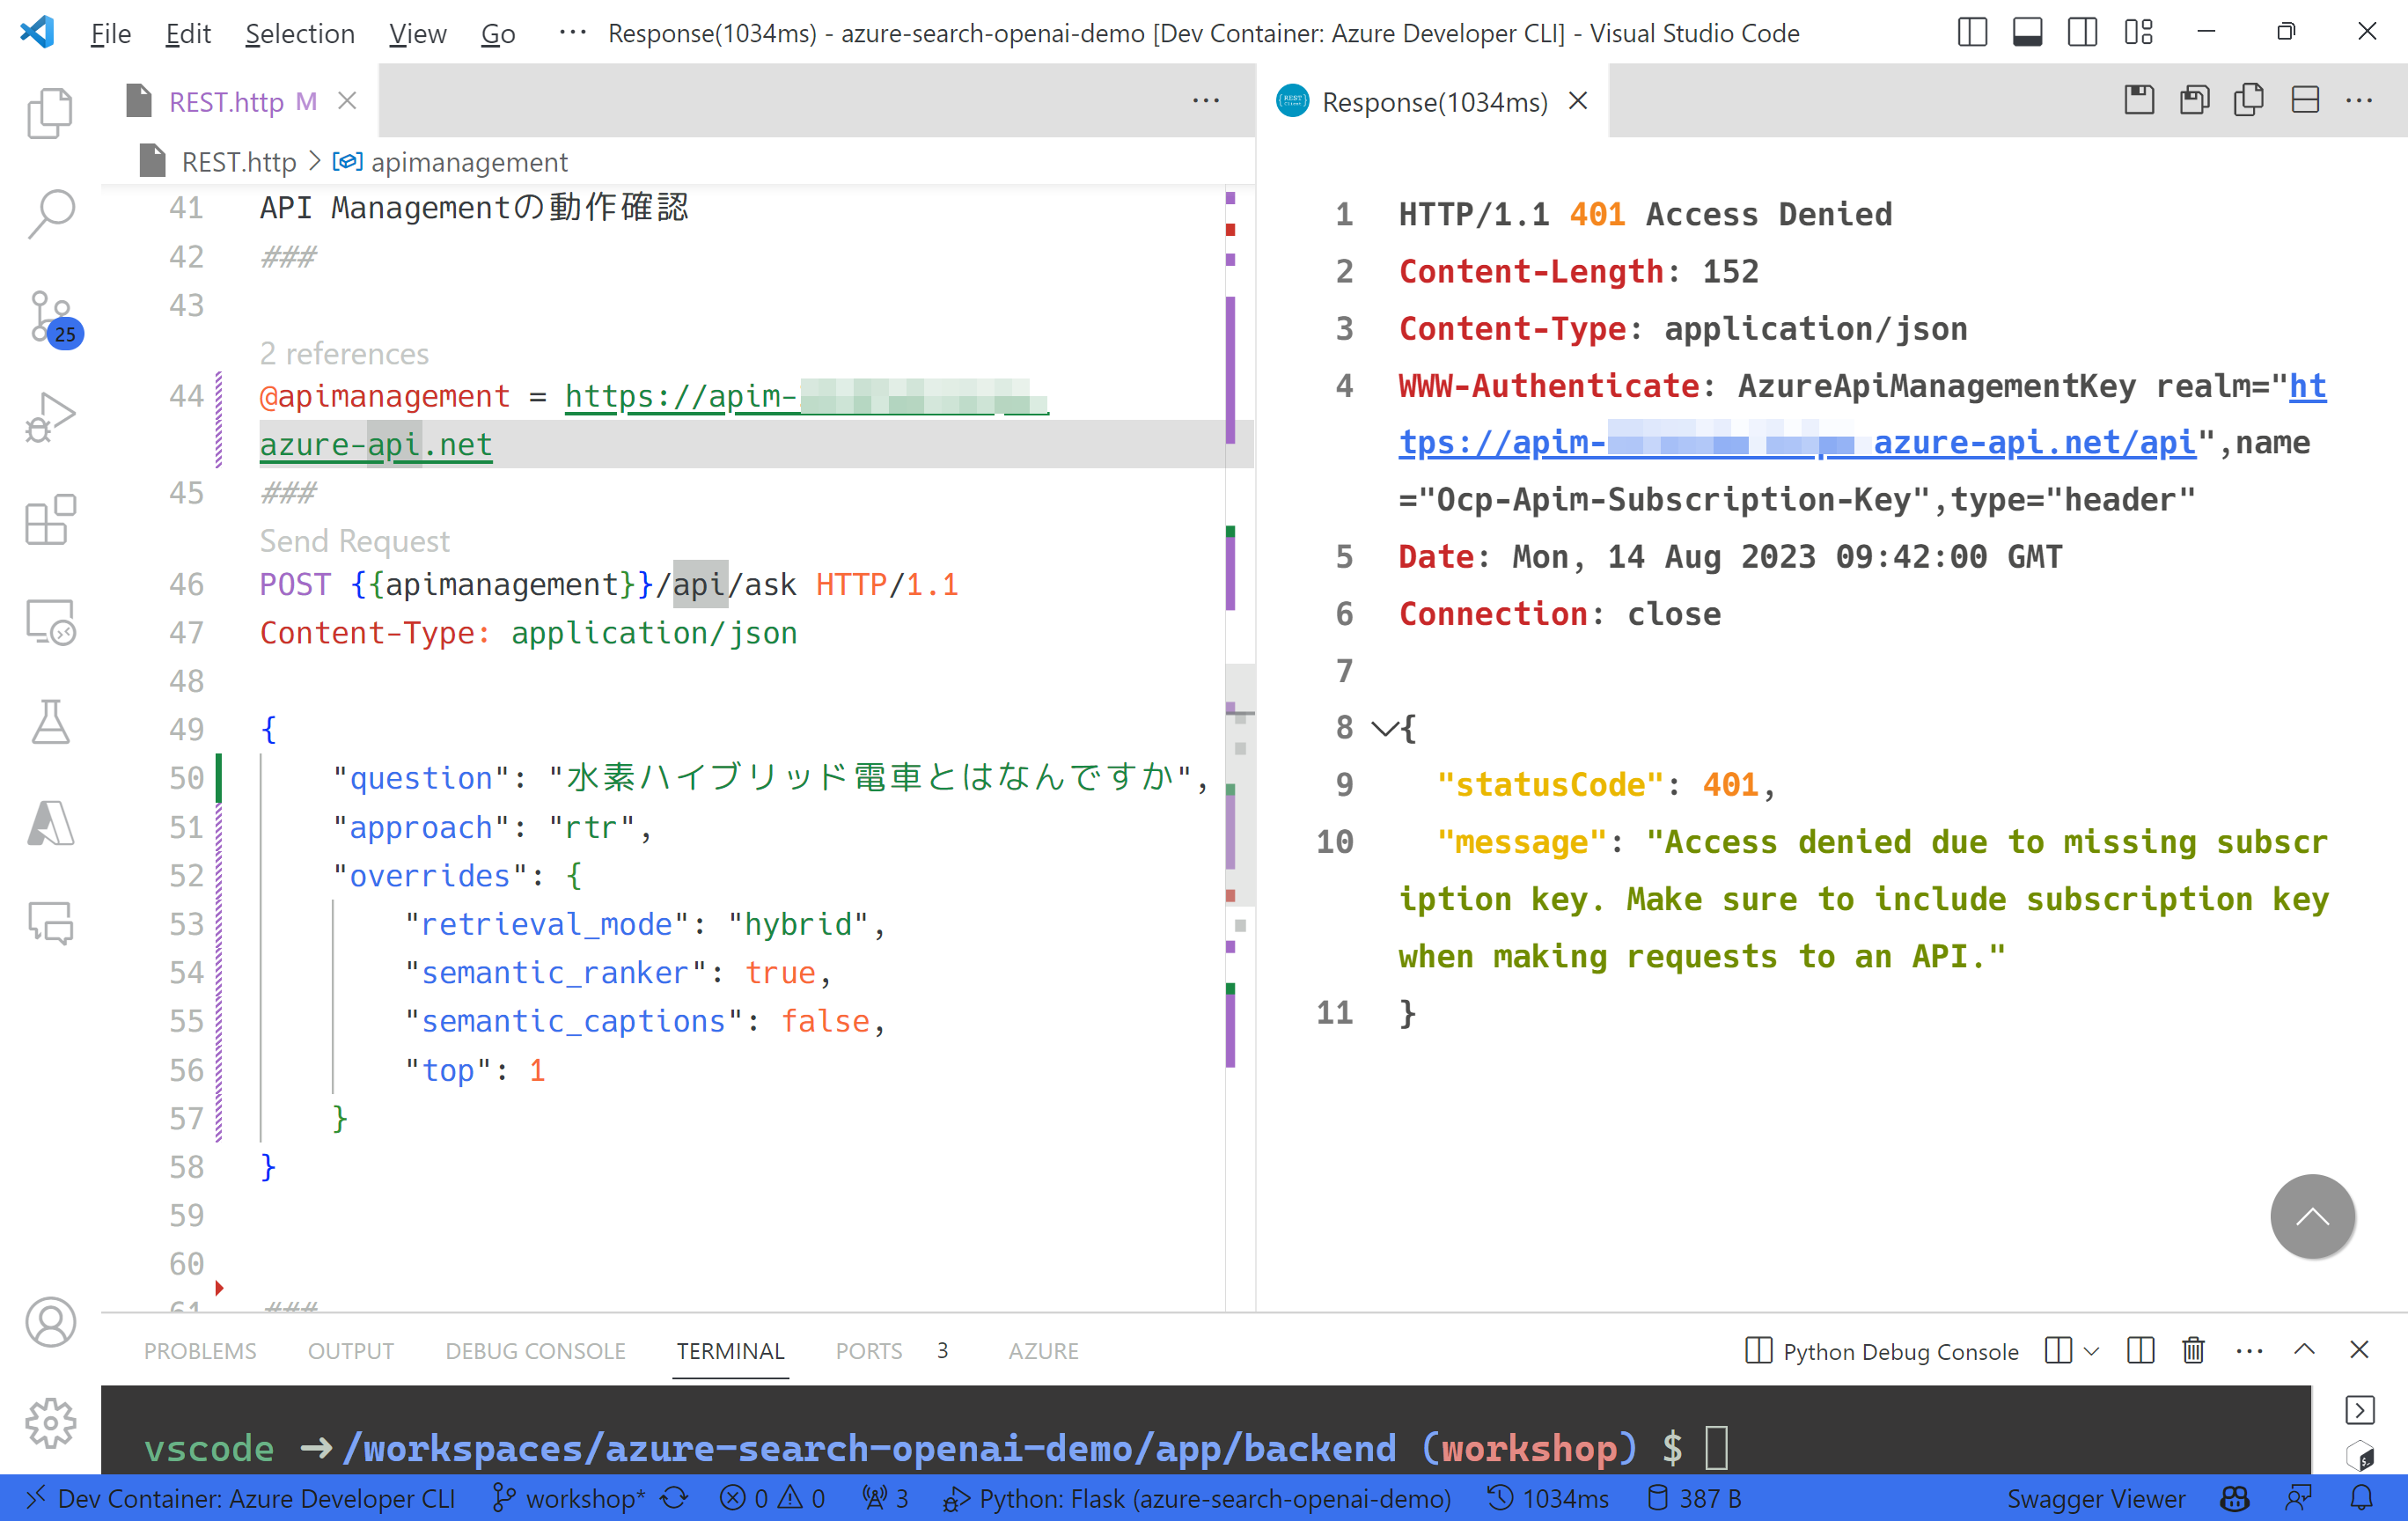 File Edit Selection View Go ··· Response(1034ms) - azure-search-openai-demo [Dev Container: Azure Developer CLI] - Visual Studio Code
REST.http M
REST.http > apimanagement
41 API Managementの動作確認
42 ###
43
2 references
44 @apimanagement = https://apim-
azure-api.net
45 ###
Send Request
46 POST {{apimanagement}}/api/ask HTTP/1.1
47 Content-Type: application/json
48
49 {
50 "question": "水素ハイブリッド電車とはなんですか",
51 "approach": "rtr",
52 "overrides": {
53 "retrieval_mode": "hybrid",
54 "semantic_ranker": true,
55 "semantic_captions": false,
56 "top": 1
57 }
58 }
59
60
61 ###
25
Response(1034ms)
1 HTTP/1.1 401 Access Denied
2 Content-Length: 152
3 Content-Type: application/json
4 WWW-Authenticate: AzureApiManagementKey realm="ht
tps://apim- azure-api.net/api",name
="Ocp-Apim-Subscription-Key",type="header"
5 Date: Mon, 14 Aug 2023 09:42:00 GMT
6 Connection: close
7
8 {
9 "statusCode": 401,
10 "message": "Access denied due to missing subscr
iption key. Make sure to include subscription key
when making requests to an API."
11 }
PROBLEMS OUTPUT DEBUG CONSOLE TERMINAL PORTS 3 AZURE
Python Debug Console
vscode ➜ /workspaces/azure-search-openai-demo/app/backend (workshop) $
Dev Container: Azure Developer CLI workshop* 0 0 3 Python: Flask (azure-search-openai-demo) 1034ms 387 B Swagger Viewer